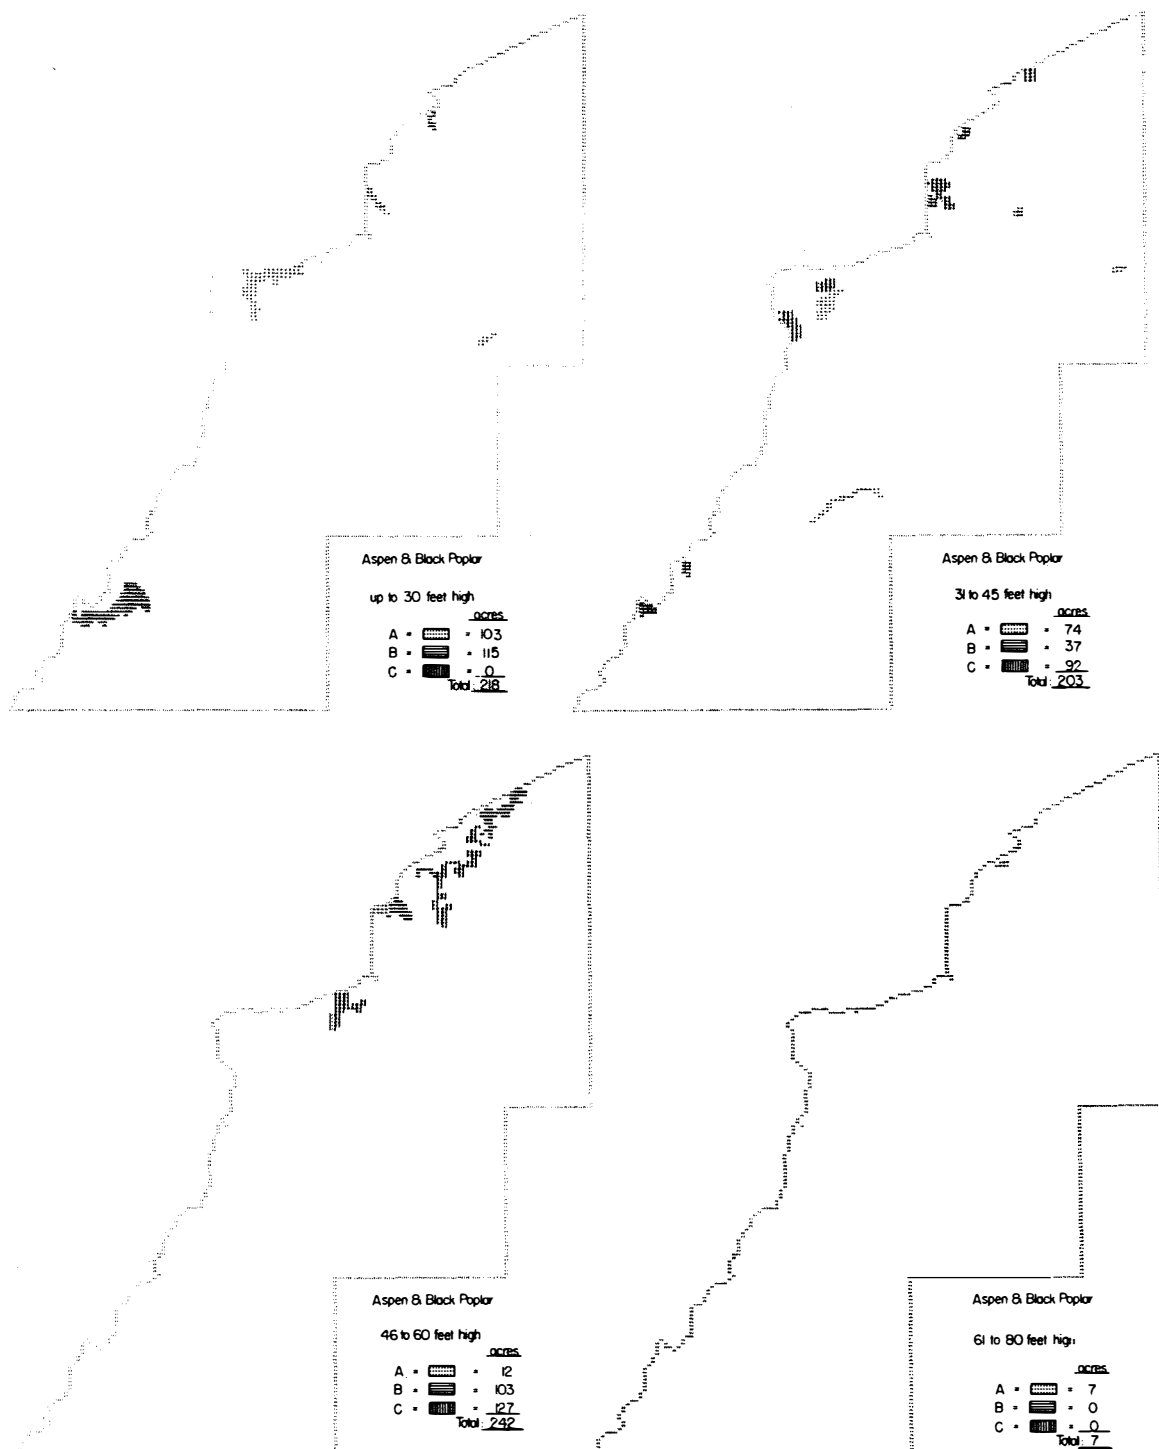 Aspen & Black Poplar
up to 30 feet high
acres
A = = 103
B = = 115
C = = 0
Total: 218
Aspen & Black Poplar
31 to 45 feet high
acres
A = = 74
B = = 37
C = = 92
Total: 203
Aspen & Black Poplar
46 to 60 feet high
acres
A = = 12
B = = 103
C = = 127
Total: 242
Aspen & Black Poplar
61 to 80 feet high
acres
A = = 7
B = = 0
C = = 0
Total: 7